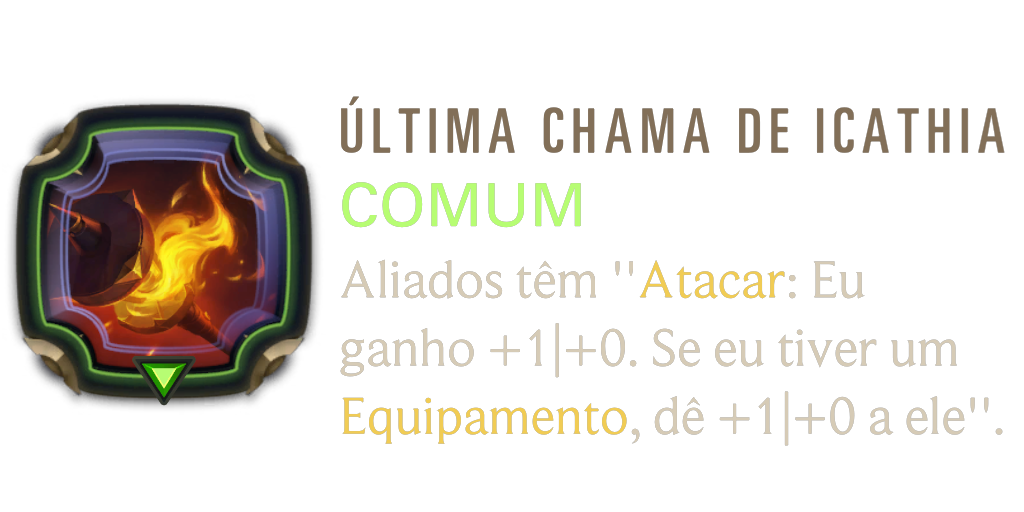 ÚLTIMA CHAMA DE ICATHIA
COMUM
Aliados têm "Atacar: Eu
ganho +1|+0. Se eu tiver um
Equipamento, dê +1|+0 a ele".